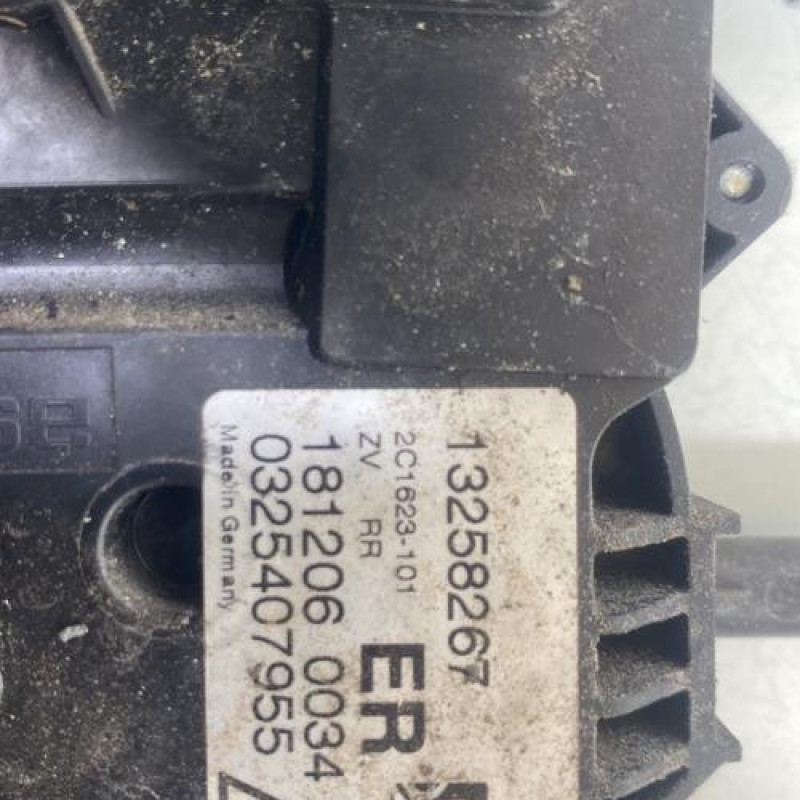 13258267
2C1623-101
ZV RR
ER
181206 0034
0325407955
Made in Germany